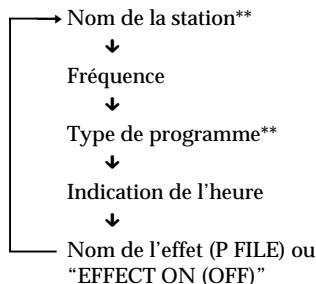 Nom de la station**
Fréquence
Type de programme**
Indication de l'heure
Nom de l'effet (P FILE) ou
“EFFECT ON (OFF)”